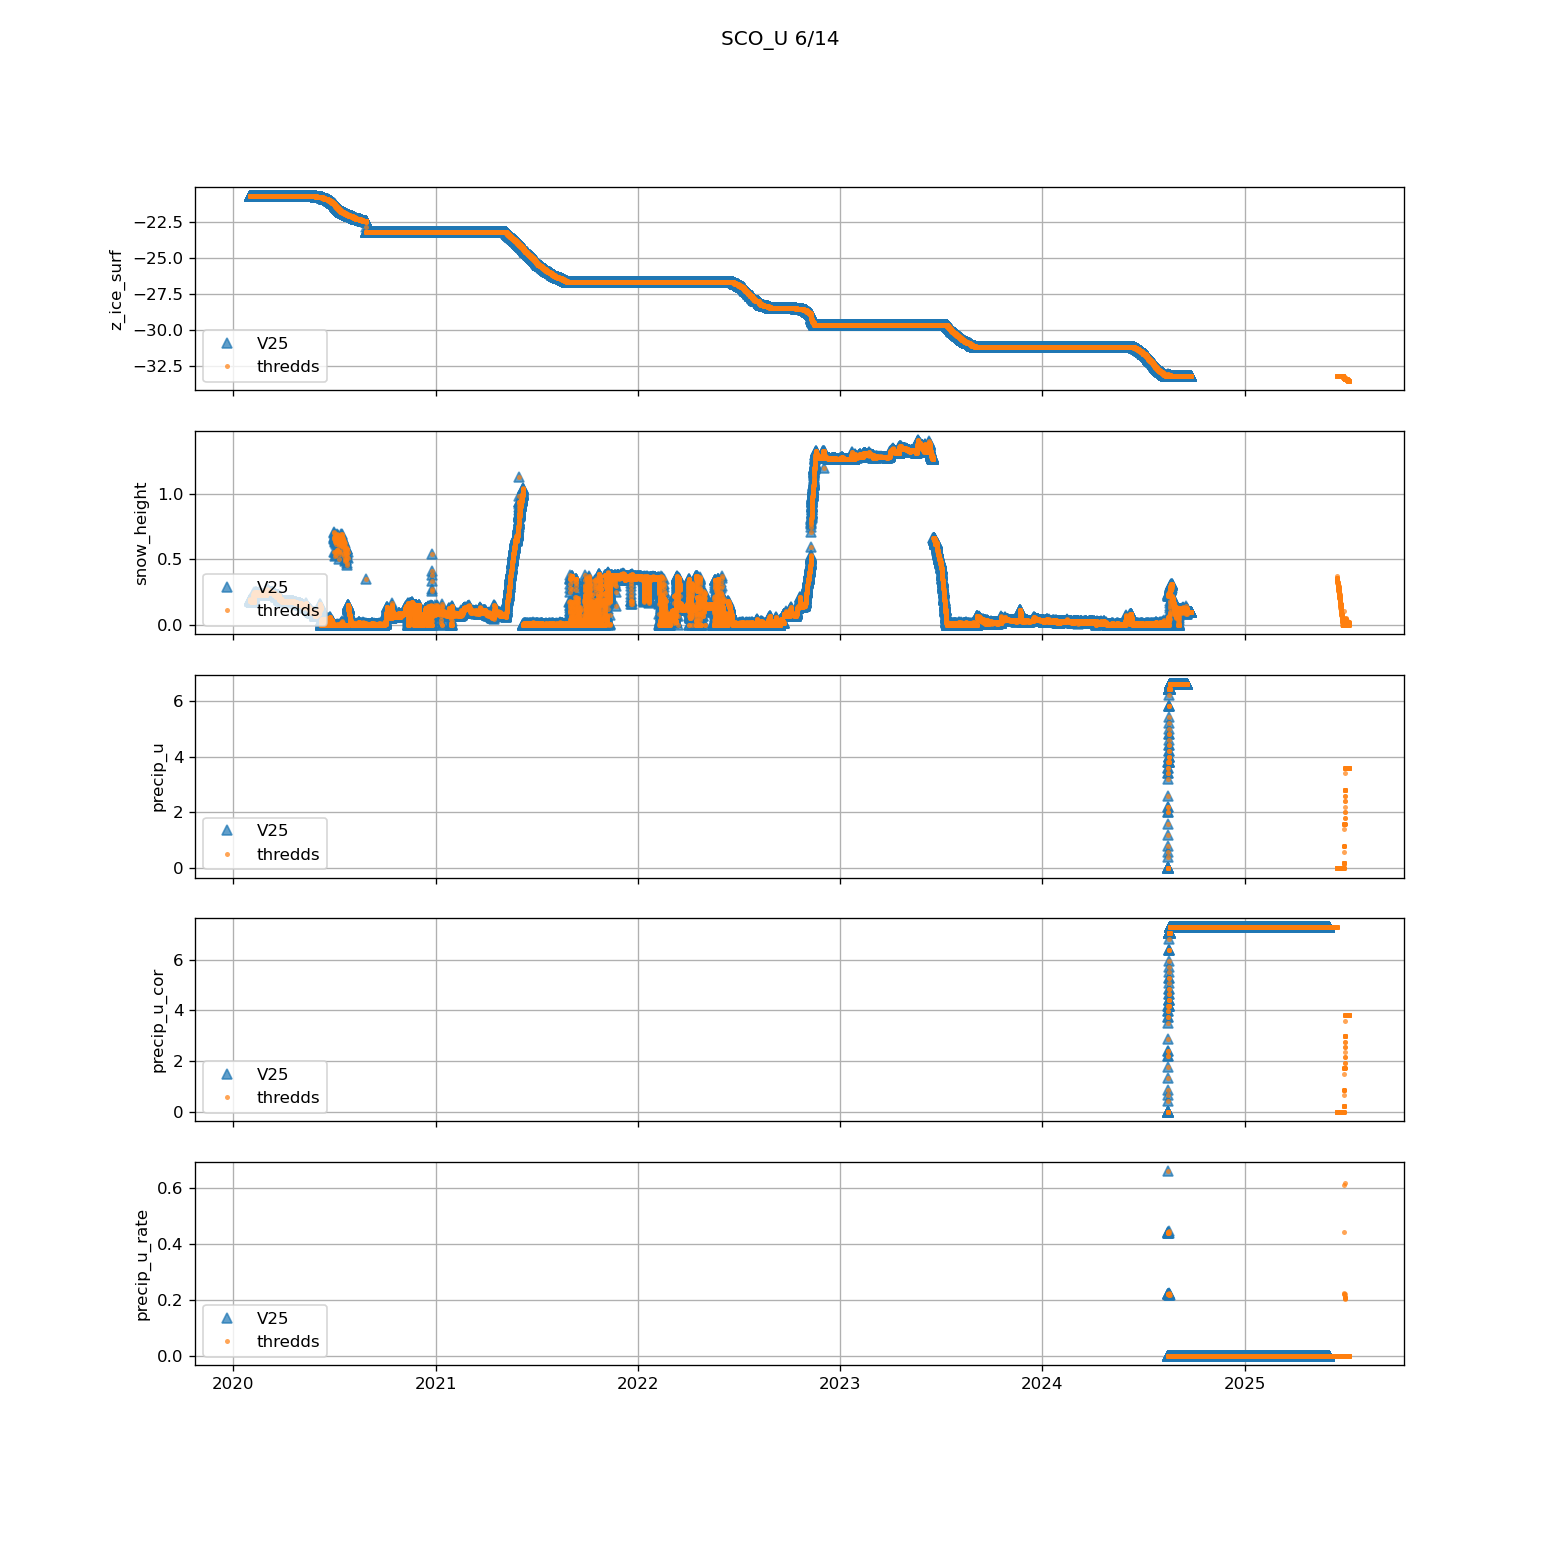 SCO_U 6/14
z_ice_surf
−22.5
−25.0
−27.5
−30.0
−32.5
V25
thredds
snow_height
1.0
0.5
0.0
V25
thredds
precip_u
6
4
2
0
V25
thredds
precip_u_cor
6
4
2
0
V25
thredds
precip_u_rate
0.6
0.4
0.2
0.0
V25
thredds
2020 2021 2022 2023 2024 2025